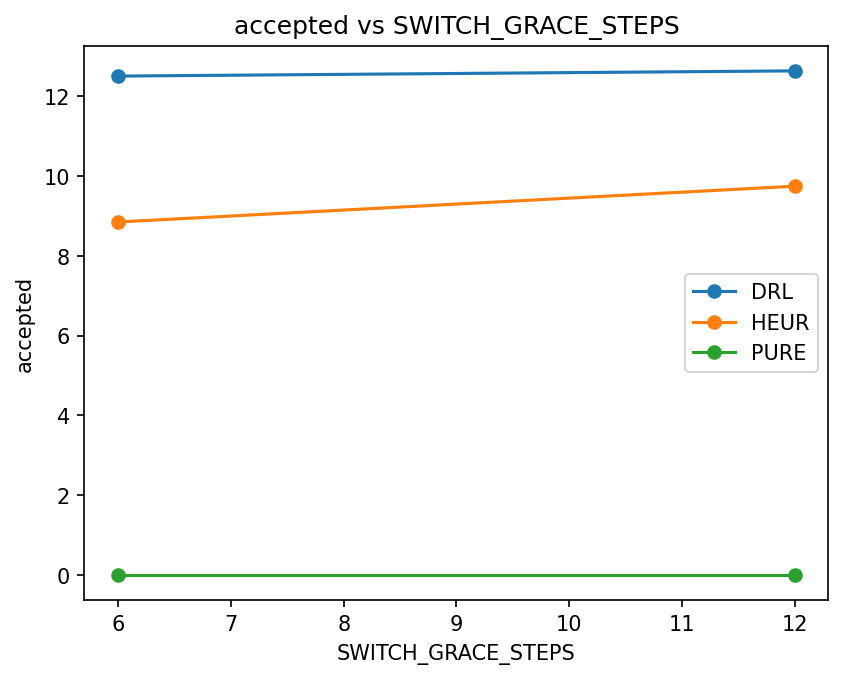 accepted vs SWITCH_GRACE_STEPS
accepted
12
10
8
6
4
2
0
DRL
HEUR
PURE
6 7 8 9 10 11 12
SWITCH_GRACE_STEPS